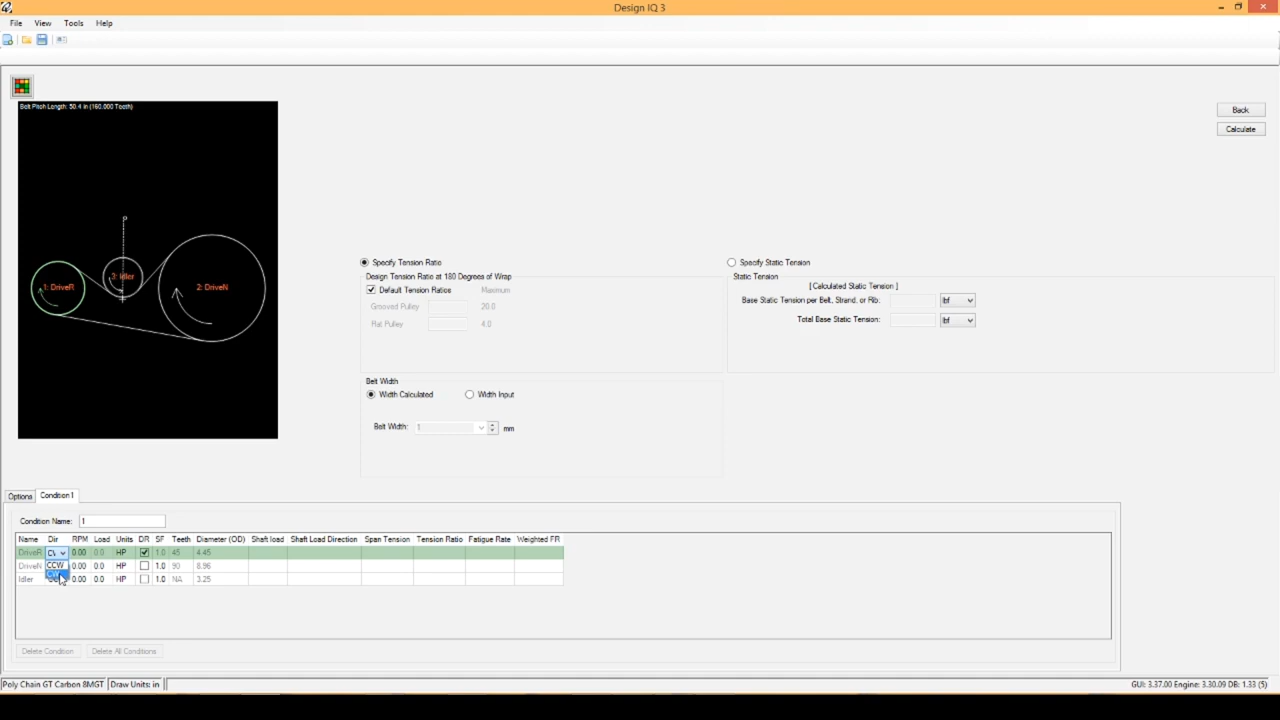 Design IQ 3
File View Tools Help
Belt Pitch Length: 50.4 in (160.000 Teeth)
Back
Calculate
1: DriveR
3: Idler
2: DriveN
Specify Tension Ratio
Design Tension Ratio at 180 Degrees of Wrap
Default Tension Ratios Maximum
Grooved Pulley 20.0
Flat Pulley 4.0
Specify Static Tension
Static Tension
[ Calculated Static Tension ]
Base Static Tension per Belt, Strand, or Rib: lbf
Total Base Static Tension: lbf
Belt Width
Width Calculated Width Input
Belt Width: 1 mm
Options Condition1
Condition Name: 1
Name Dir RPM Load Units DR SF Teeth Diameter (OD) Shaft load Shaft Load Direction Span Tension Tension Ratio Fatigue Rate Weighted FR
DriveR 0.00 0.0 HP 1.0 45 4.45
DriveN CCW 0.00 0.0 HP 1.0 90 8.96
Idler 0.00 0.0 HP 1.0 NA 3.25
Delete Condition Delete All Conditions
Poly Chain GT Carbon 8MGT Draw Units: in GUI: 3.37.00 Engine: 3.30.09 DB: 1.33 (5)